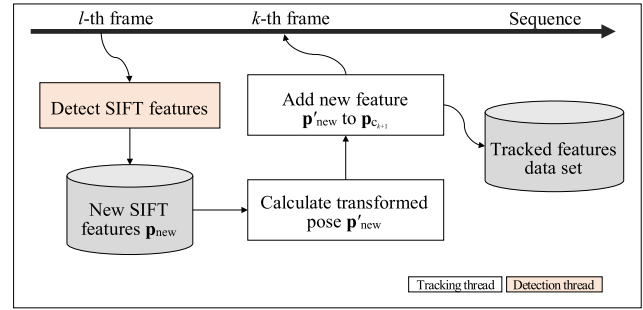 l-th frame
k-th frame
Sequence
Detect SIFT features
Add new feature
p′new to pck+1
Tracked features
data set
New SIFT
features pnew
Calculate transformed
pose p′new
Tracking thread
Detection thread